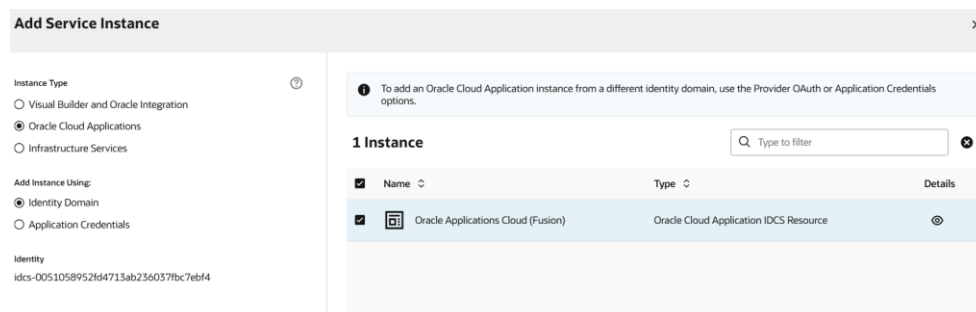 Add Service Instance
Instance Type
Visual Builder and Oracle Integration
Oracle Cloud Applications
Infrastructure Services
Add Instance Using:
Identity Domain
Application Credentials
Identity
idcs-0051058952fd4713ab236037fbc7ebf4
To add an Oracle Cloud Application instance from a different identity domain, use the Provider OAuth or Application Credentials
options.
1 Instance
Type to filter
Name Type Details
Oracle Applications Cloud (Fusion) Oracle Cloud Application IDCS Resource